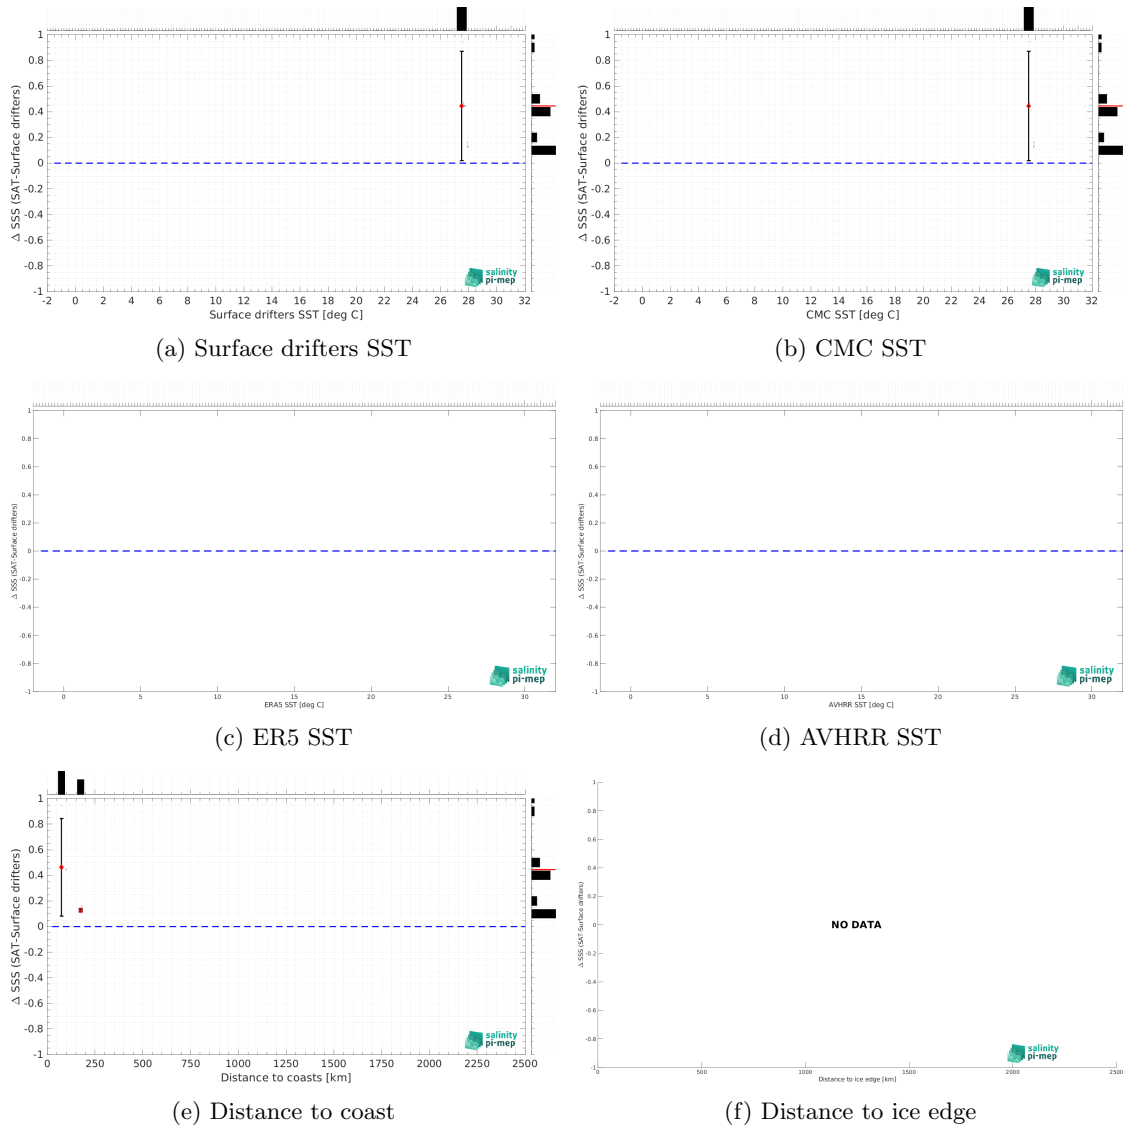 1
0.8
0.6
0.4
0.2
0
-0.2
-0.4
-0.6
-0.8
-1
Δ SSS (SAT-Surface drifters)
salinity
pi-mep
-2 0 2 4 6 8 10 12 14 16 18 20 22 24 26 28 30 32
Surface drifters SST [deg C]
(a) Surface drifters SST
1
0.8
0.6
0.4
0.2
0
-0.2
-0.4
-0.6
-0.8
-1
Δ SSS (SAT-Surface drifters)
salinity
pi-mep
-2 0 2 4 6 8 10 12 14 16 18 20 22 24 26 28 30 32
CMC SST [deg C]
(b) CMC SST
1
0.8
0.6
0.4
0.2
0
-0.2
-0.4
-0.6
-0.8
-1
Δ SSS (SAT-Surface drifters)
salinity
pi-mep
0 5 10 15 20 25 30
ERA5 SST [deg C]
(c) ER5 SST
1
0.8
0.6
0.4
0.2
0
-0.2
-0.4
-0.6
-0.8
-1
Δ SSS (SAT-Surface drifters)
salinity
pi-mep
0 5 10 15 20 25 30
AVHRR SST [deg C]
(d) AVHRR SST
1
0.8
0.6
0.4
0.2
0
-0.2
-0.4
-0.6
-0.8
-1
Δ SSS (SAT-Surface drifters)
salinity
pi-mep
0 250 500 750 1000 1250 1500 1750 2000 2250 2500
Distance to coasts [km]
(e) Distance to coast
1
0.8
0.6
0.4
0.2
0
-0.2
-0.4
-0.6
-0.8
-1
Δ SSS (SAT-Surface drifters)
NO DATA
salinity
pi-mep
0 500 1000 1500 2000 2500
Distance to ice edge [km]
(f) Distance to ice edge